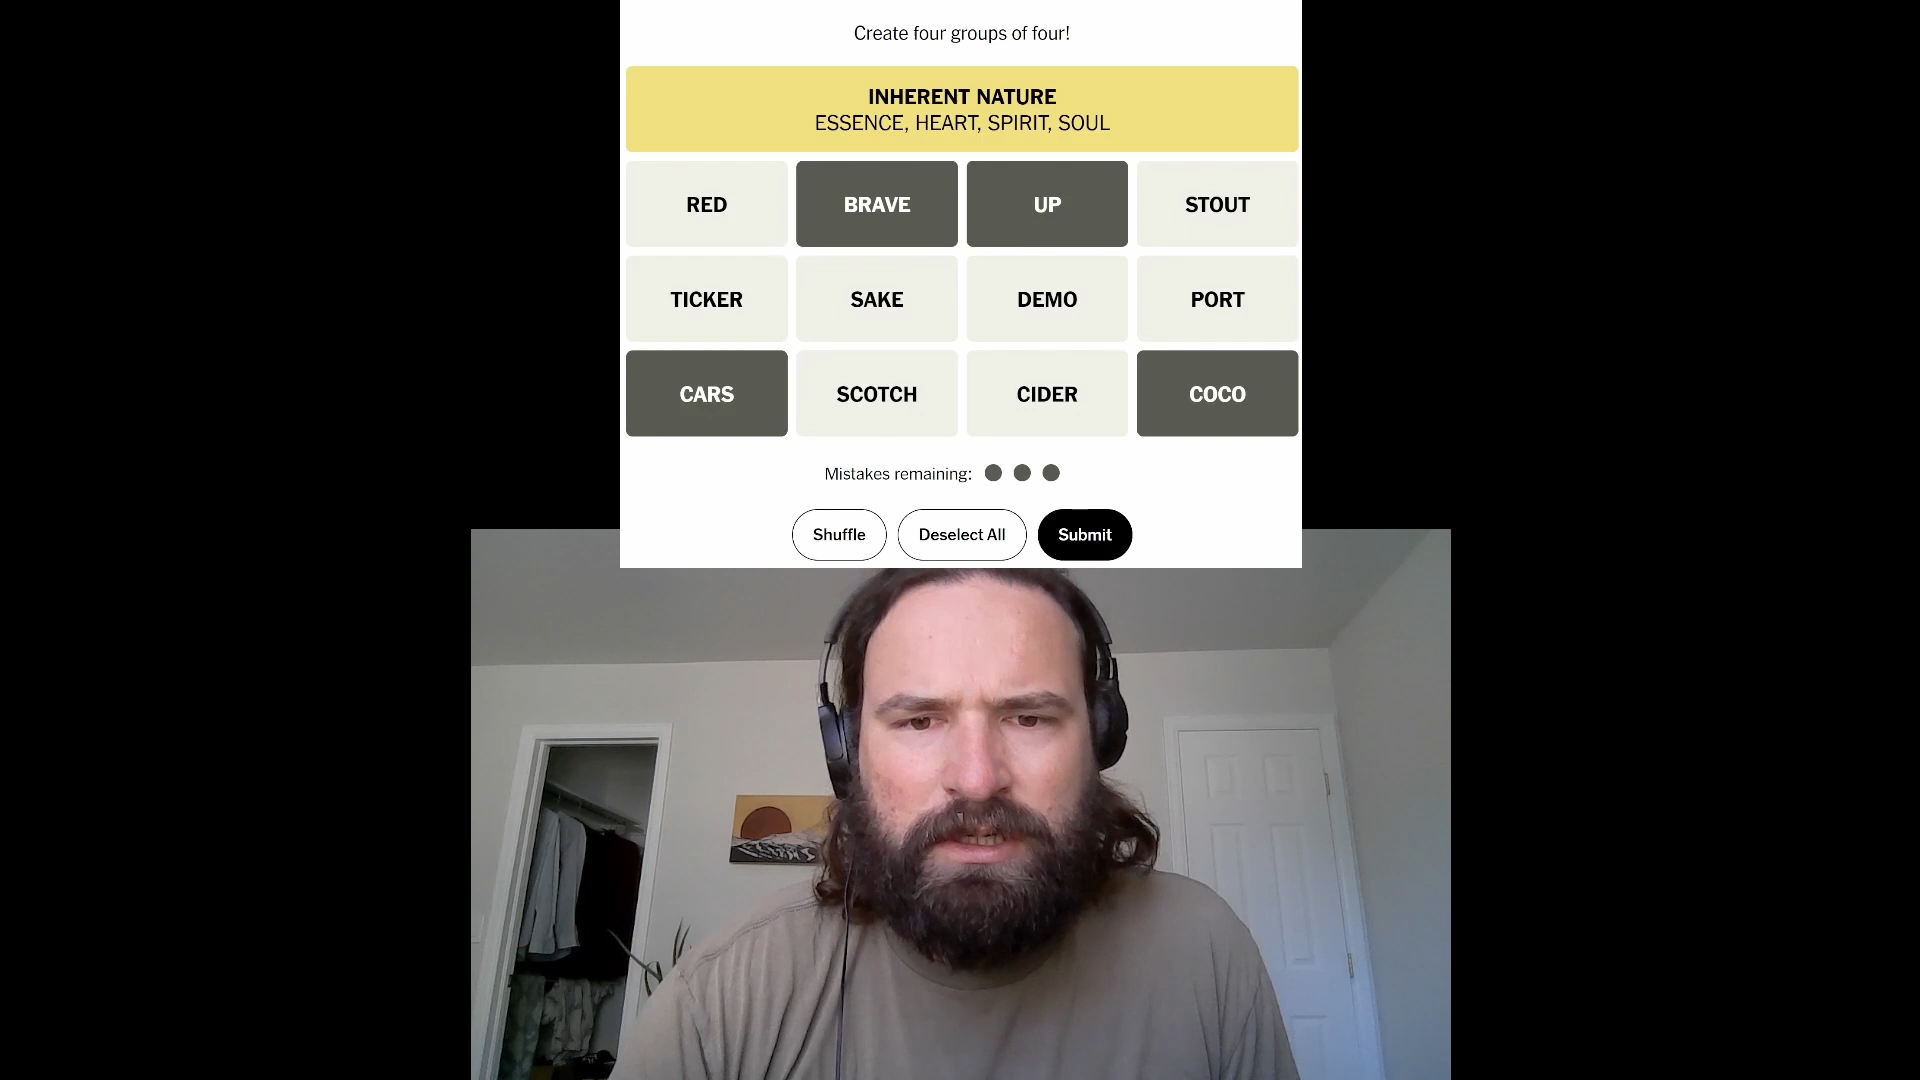 Create four groups of four!
INHERENT NATURE
ESSENCE, HEART, SPIRIT, SOUL
RED BRAVE UP STOUT
TICKER SAKE DEMO PORT
CARS SCOTCH CIDER COCO
Mistakes remaining:
Shuffle Deselect All Submit